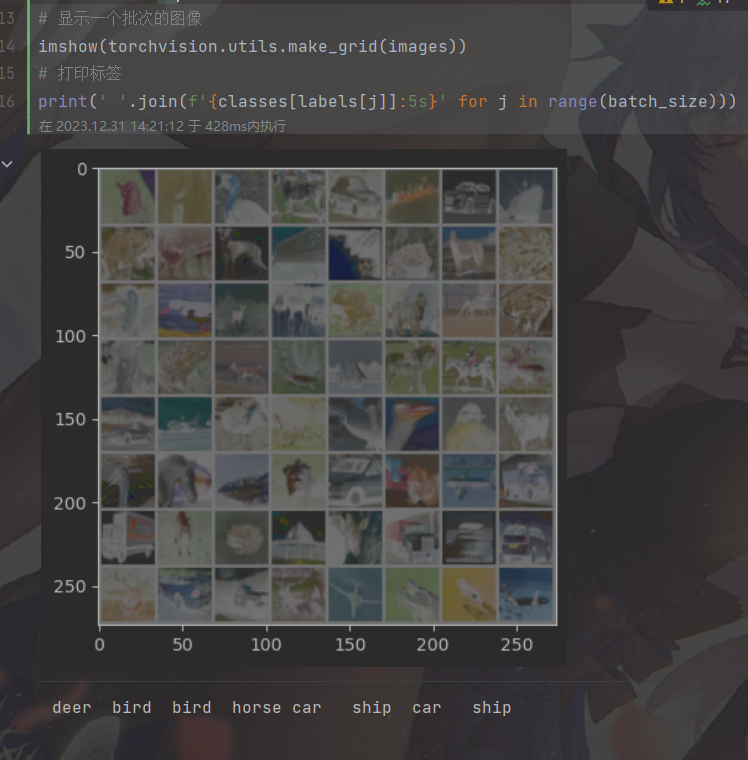 13 # 显示一个批次的图像
14 imshow(torchvision.utils.make_grid(images))
15 # 打印标签
16 print(' '.join(f'{classes[labels[j]]:5s}' for j in range(batch_size)))
在 2023.12.31 14:21:12 于 428ms内执行
0
50
100
150
200
250
0 50 100 150 200 250
deer bird bird horse car ship car ship